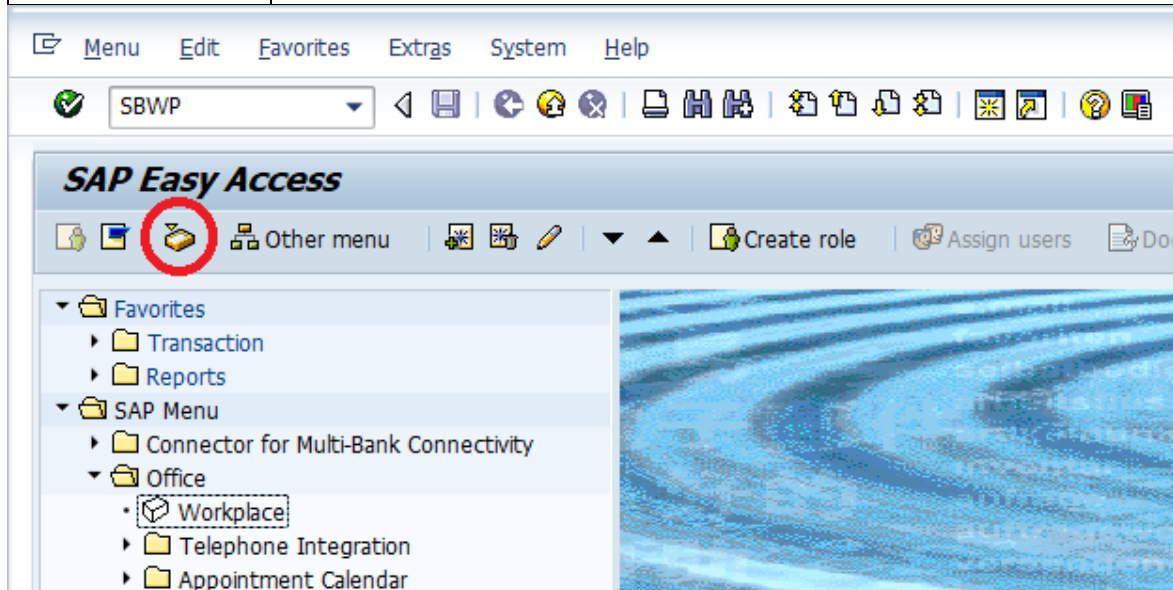 Menu Edit Favorites Extras System Help
SBWP
SAP Easy Access
Other menu Create role Assign users Do
Favorites
Transaction
Reports
SAP Menu
Connector for Multi-Bank Connectivity
Office
Workplace
Telephone Integration
Appointment Calendar